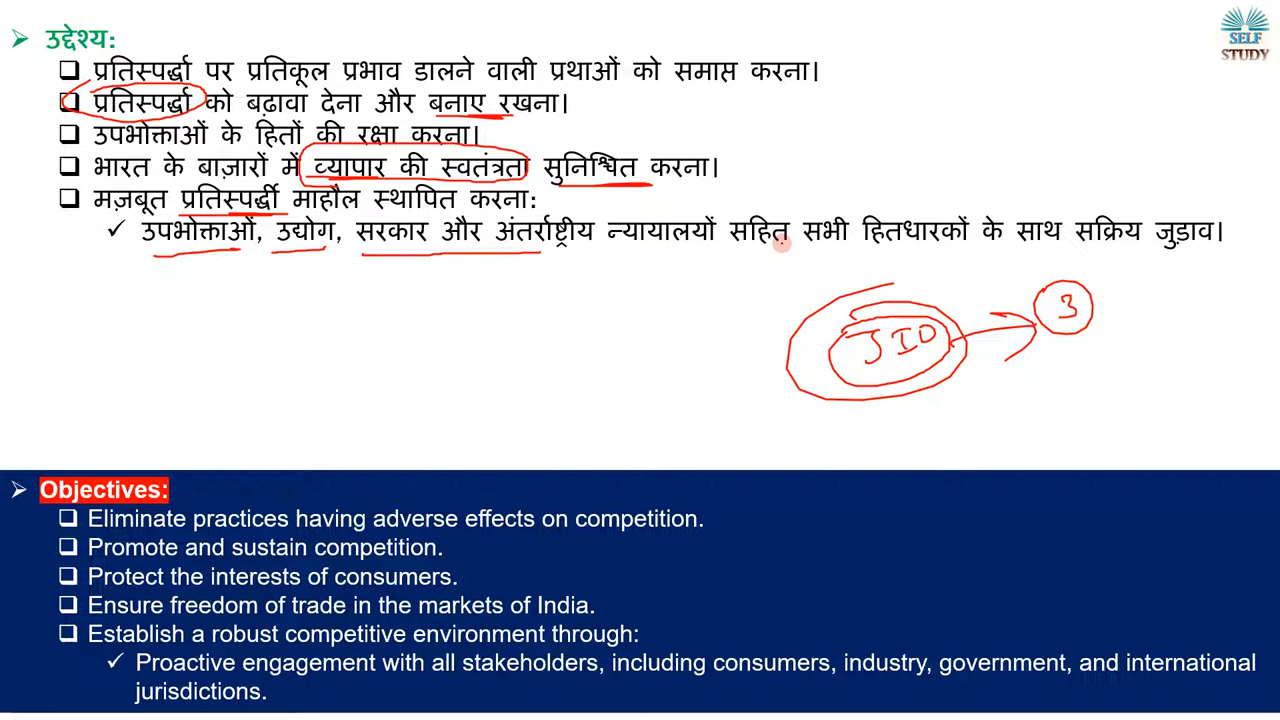 उद्देश्य:
SELF
STUDY
प्रतिस्पर्द्धा पर प्रतिकूल प्रभाव डालने वाली प्रथाओं को समाप्त करना।
प्रतिस्पर्द्धा को बढ़ावा देना और बनाए रखना।
उपभोक्ताओं के हितों की रक्षा करना।
भारत के बाज़ारों में व्यापार की स्वतंत्रता सुनिश्चित करना।
मज़बूत प्रतिस्पर्द्धी माहौल स्थापित करना:
उपभोक्ताओं, उद्योग, सरकार और अंतर्राष्ट्रीय न्यायालयों सहित सभी हितधारकों के साथ सक्रिय जुड़ाव।
3
JIO
Objectives:
Eliminate practices having adverse effects on competition.
Promote and sustain competition.
Protect the interests of consumers.
Ensure freedom of trade in the markets of India.
Establish a robust competitive environment through:
Proactive engagement with all stakeholders, including consumers, industry, government, and international
jurisdictions.